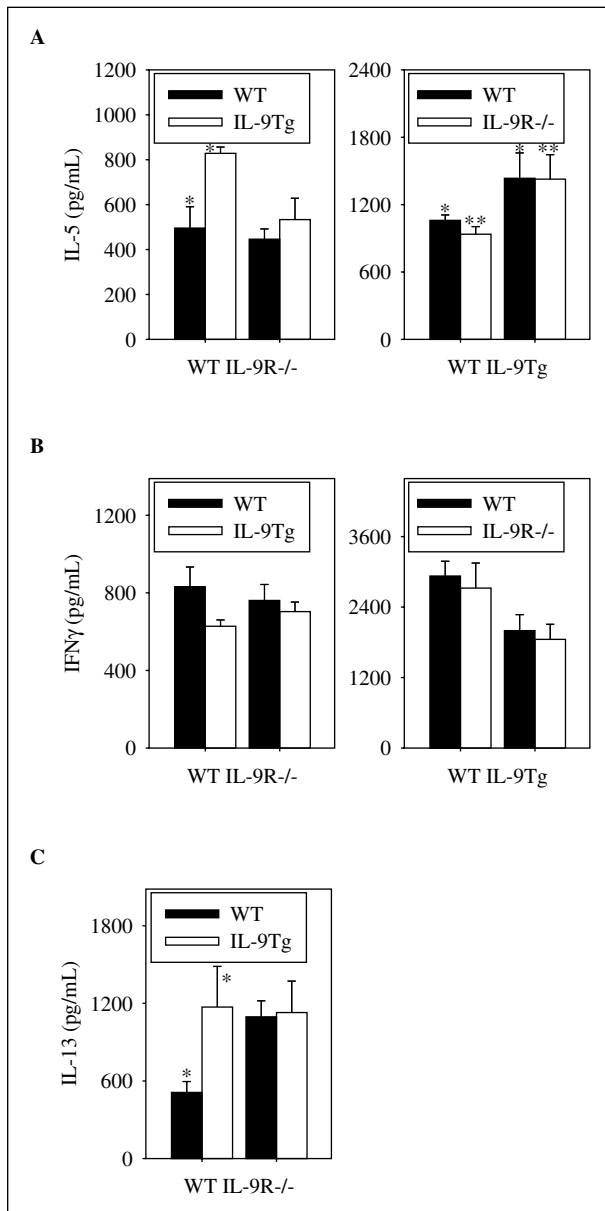 A
1200
1000
800
600
400
200
0
IL-5 (pg/mL)
WT
IL-9Tg
*
*
WT IL-9R-/-
2400
1800
1200
600
0
WT
IL-9R-/-
*
**
*
**
WT IL-9Tg
B
1200
800
400
0
IFNγ (pg/mL)
WT
IL-9Tg
WT IL-9R-/-
3600
2400
1200
0
WT
IL-9R-/-
WT IL-9Tg
C
1800
1200
600
0
IL-13 (pg/mL)
WT
IL-9Tg
*
*
WT IL-9R-/-